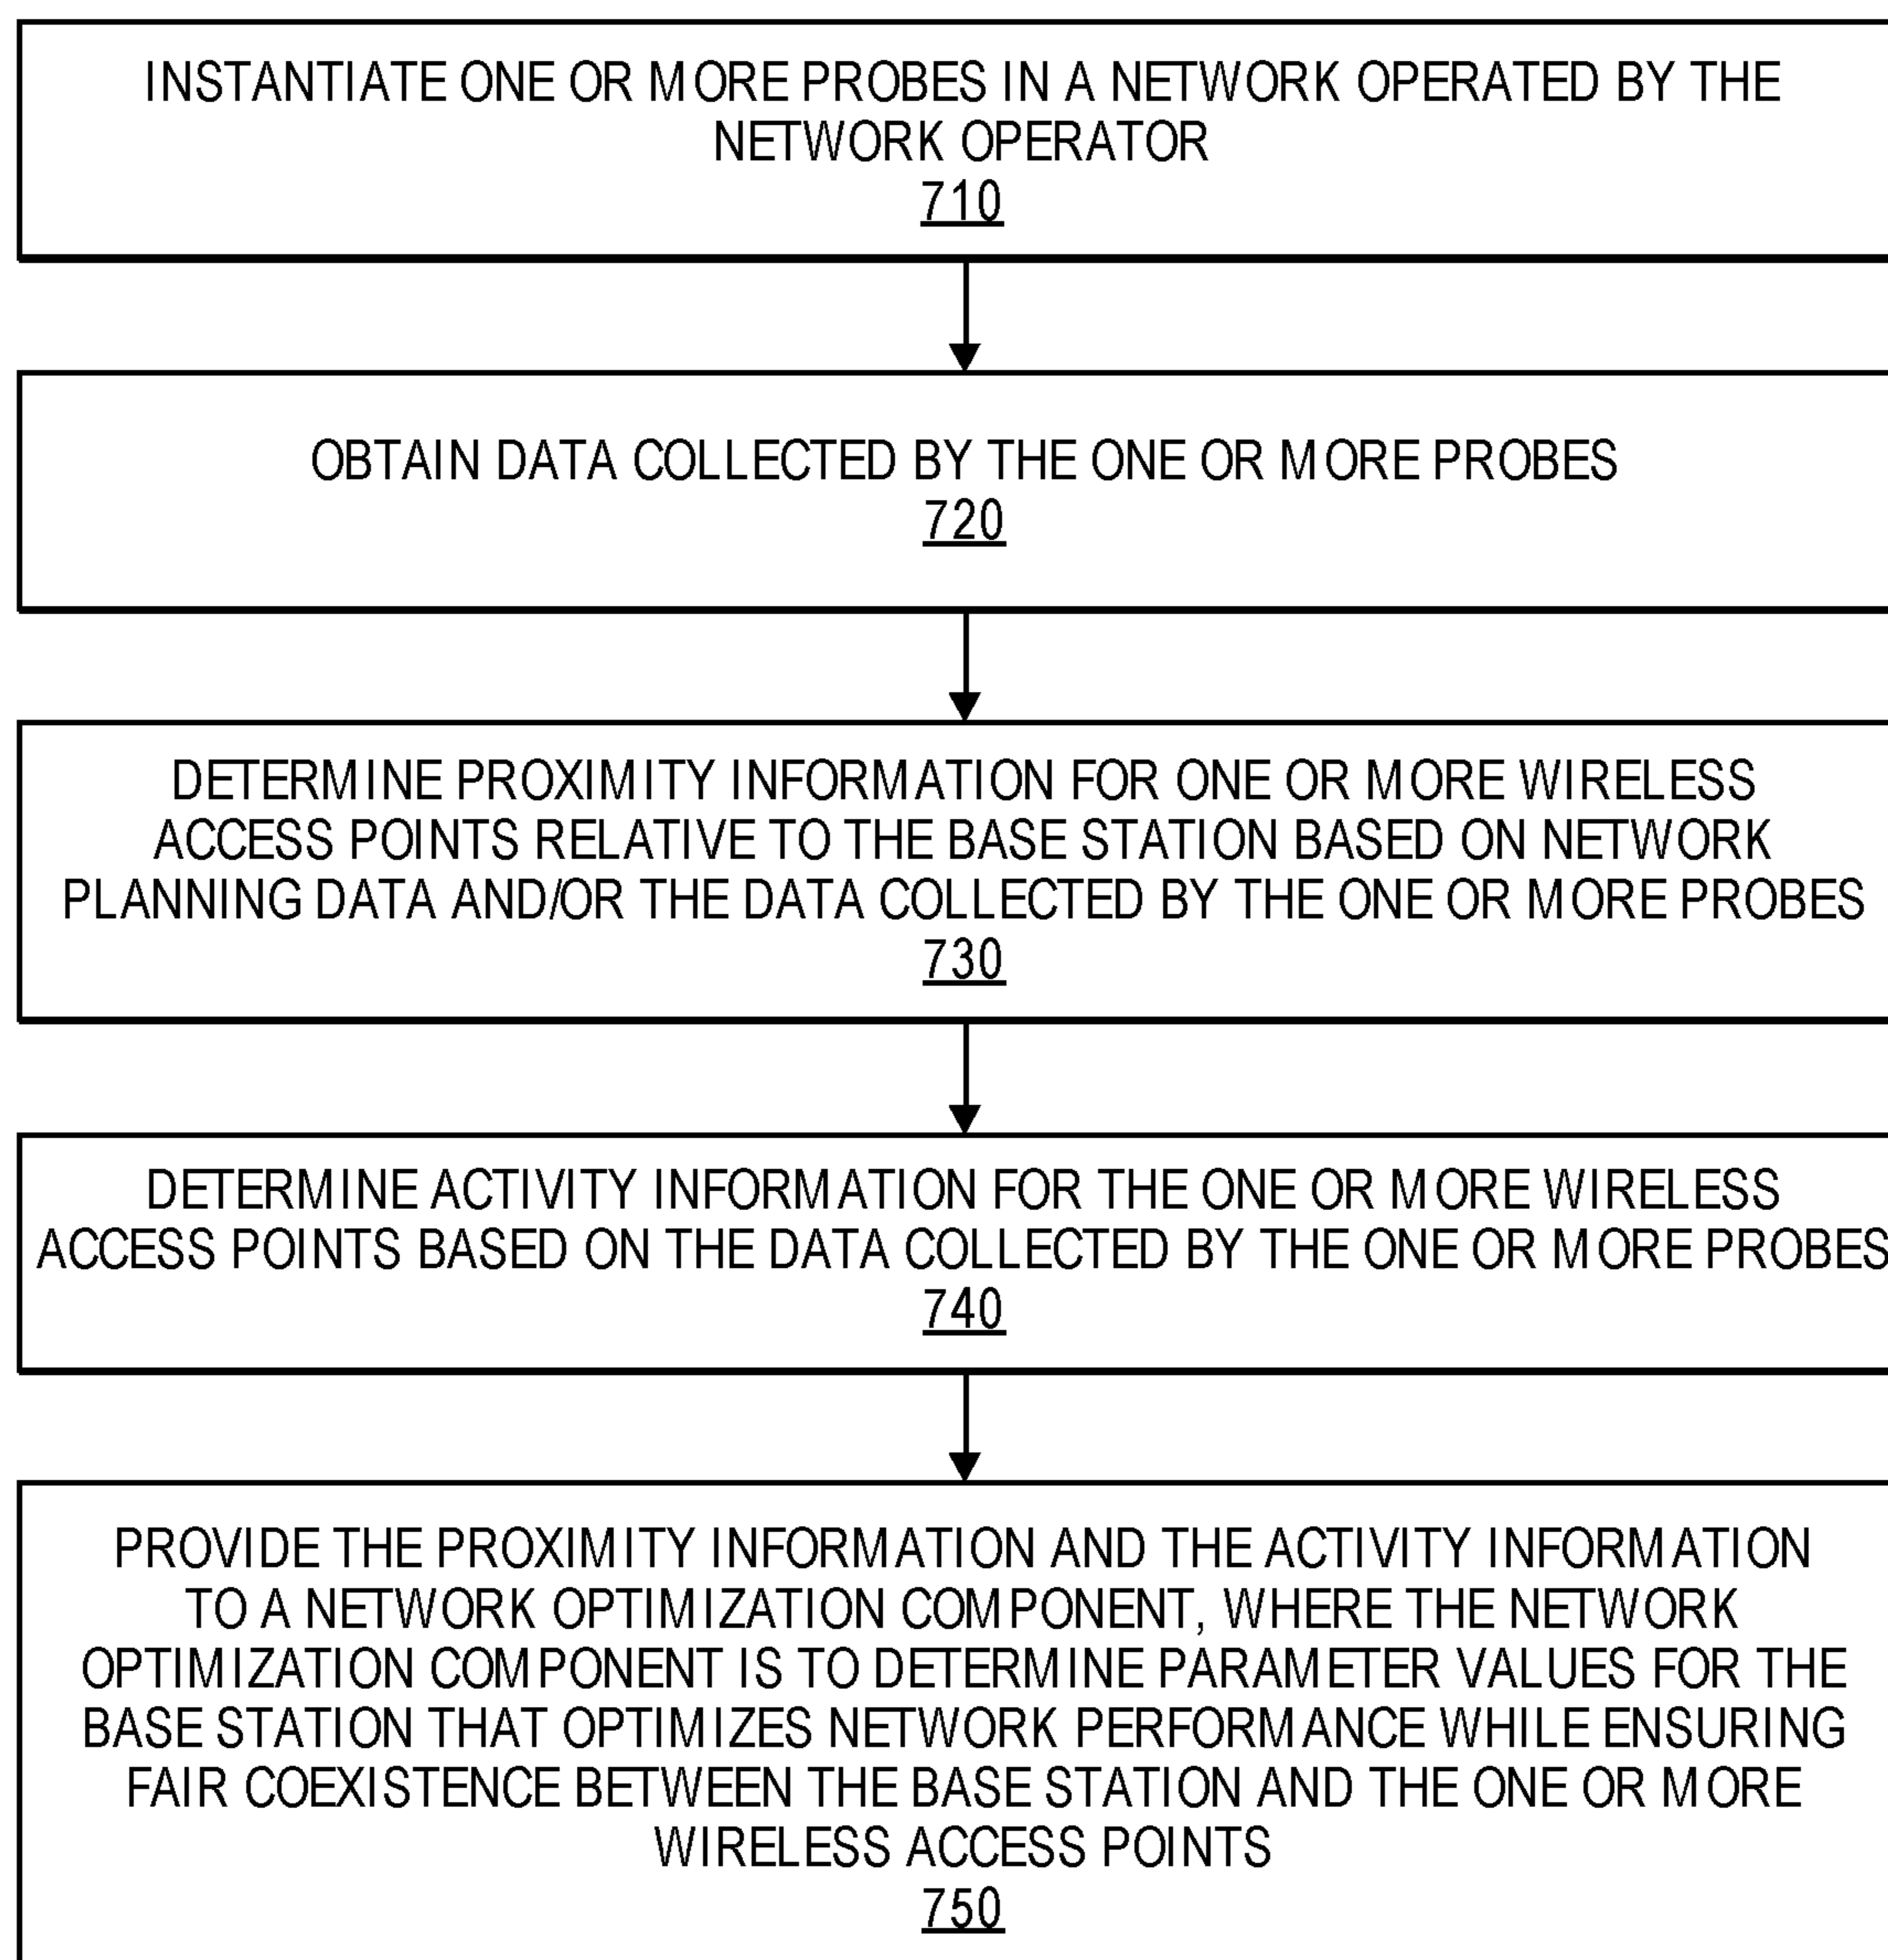 INSTANTIATE ONE OR MORE PROBES IN A NETWORK OPERATED BY THE
NETWORK OPERATOR
710
OBTAIN DATA COLLECTED BY THE ONE OR MORE PROBES
720
DETERMINE PROXIMITY INFORMATION FOR ONE OR MORE WIRELESS
ACCESS POINTS RELATIVE TO THE BASE STATION BASED ON NETWORK
PLANNING DATA AND/OR THE DATA COLLECTED BY THE ONE OR MORE PROBES
730
DETERMINE ACTIVITY INFORMATION FOR THE ONE OR MORE WIRELESS
ACCESS POINTS BASED ON THE DATA COLLECTED BY THE ONE OR MORE PROBES
740
PROVIDE THE PROXIMITY INFORMATION AND THE ACTIVITY INFORMATION
TO A NETWORK OPTIMIZATION COMPONENT, WHERE THE NETWORK
OPTIMIZATION COMPONENT IS TO DETERMINE PARAMETER VALUES FOR THE
BASE STATION THAT OPTIMIZES NETWORK PERFORMANCE WHILE ENSURING
FAIR COEXISTENCE BETWEEN THE BASE STATION AND THE ONE OR MORE
WIRELESS ACCESS POINTS
750